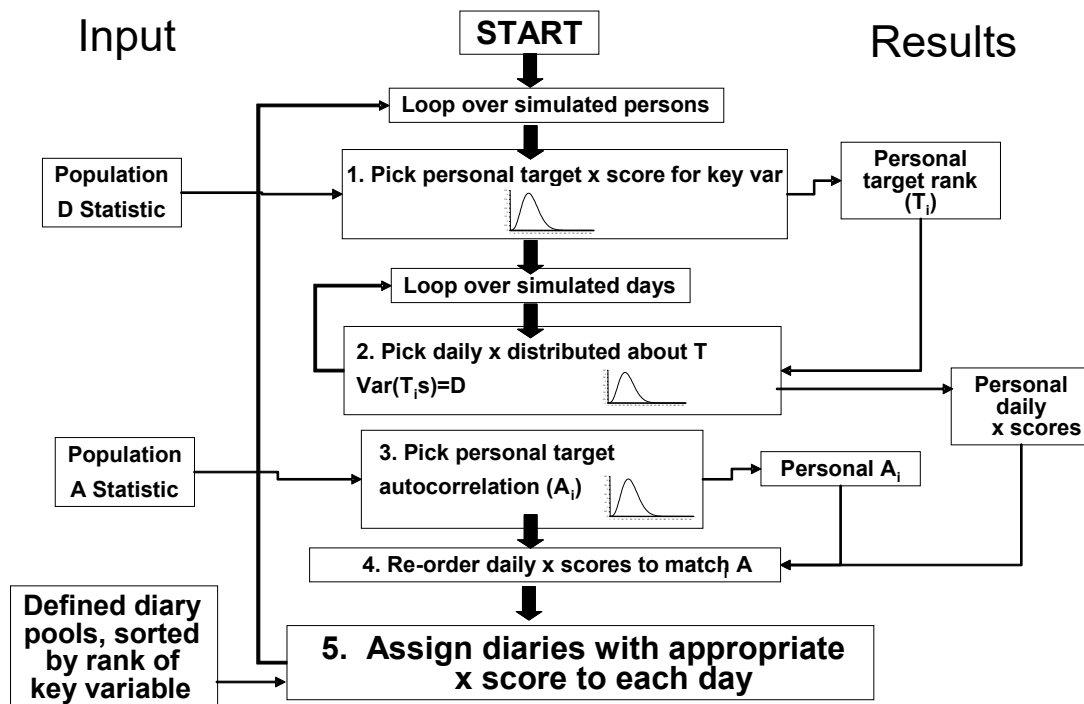 Input
START
Results
Loop over simulated persons
Population
D Statistic
1. Pick personal target x score for key var
Personal
target rank
(Tᵢ)
Loop over simulated days
2. Pick daily x distributed about T
Var(Tᵢs)=D
Personal
daily
x scores
Population
A Statistic
3. Pick personal target
autocorrelation (Aᵢ)
Personal Aᵢ
4. Re-order daily x scores to matchᵢ A
Defined diary
pools, sorted
by rank of
key variable
5. Assign diaries with appropriate
x score to each day